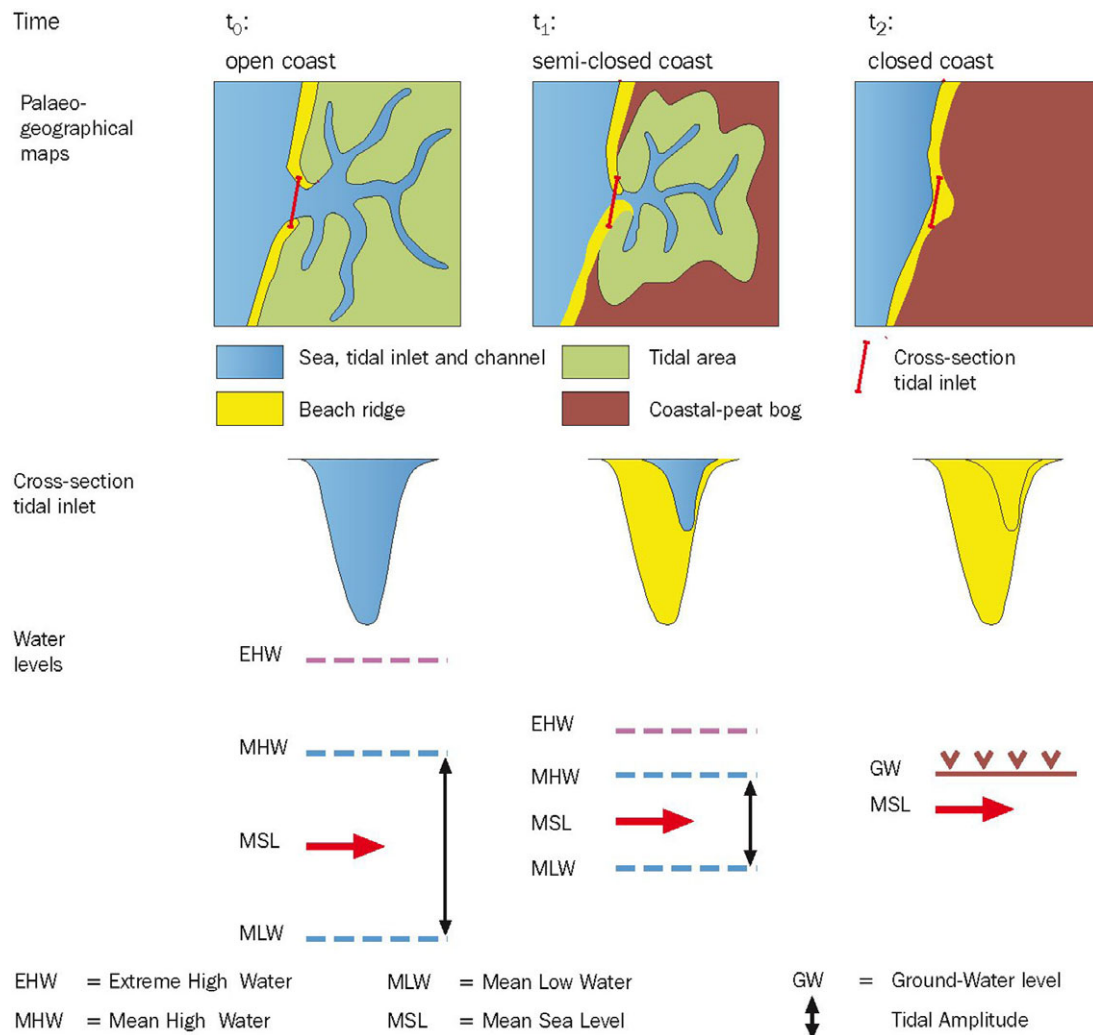 Time
t₀:
open coast
t₁:
semi-closed coast
t₂:
closed coast
Palaeo-
geographical
maps
Sea, tidal inlet and channel
Tidal area
Cross-section
tidal inlet
Beach ridge
Coastal-peat bog
Cross-section
tidal inlet
Water
levels
EHW
MHW
MSL
MLW
EHW
MHW
MSL
MLW
GW
MSL
EHW = Extreme High Water
MLW = Mean Low Water
GW = Ground-Water level
MHW = Mean High Water
MSL = Mean Sea Level
Tidal Amplitude